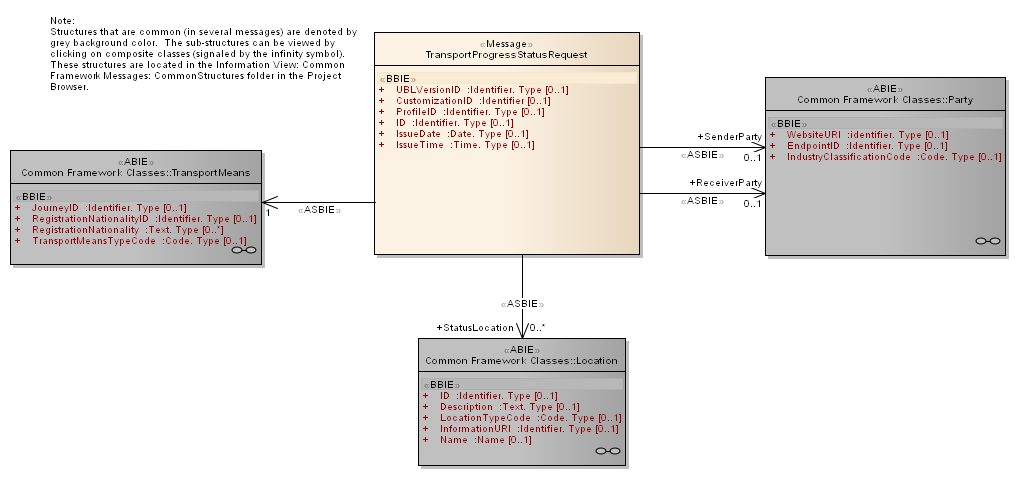 Note:
Structures that are common (in several messages) are denoted by
grey background color.  The sub-structures can be viewed by
clicking on composite classes (signaled by the infinity symbol).
These structures are located in the Information View: Common
Framework Messages: CommonStructures folder in the Project
Browser.
«Message»
TransportProgressStatusRequest
«BBIE»
+ UBLVersionID :Identifier. Type [0..1]
+ CustomizationID :Identifier [0..1]
+ ProfileID :Identifier. Type [0..1]
+ ID :Identifier. Type [0..1]
+ IssueDate :Date. Type [0..1]
+ IssueTime :Time. Type [0..1]
«ABIE»
Common Framework Classes::Party
«BBIE»
+ WebsiteURI :identifier. Type [0..1]
+ EndpointID :Identifier. Type [0..1]
+ IndustryClassificationCode :Code. Type [0..1]
+SenderParty
«ASBIE»
0..1
+ReceiverParty
«ASBIE»
0..1
«ABIE»
Common Framework Classes::TransportMeans
«BBIE»
+ JourneyID :Identifier. Type [0..1]
+ RegistrationNationalityID :Identifier. Type [0..1]
+ RegistrationNationality :Text. Type [0..*]
+ TransportMeansTypeCode :Code. Type [0..1]
1
«ASBIE»
«ASBIE»
+StatusLocation
0..*
«ABIE»
Common Framework Classes::Location
«BBIE»
+ ID :Identifier. Type [0..1]
+ Description :Text. Type [0..1]
+ LocationTypeCode :Code. Type [0..1]
+ InformationURI :Identifier. Type [0..1]
+ Name :Name [0..1]